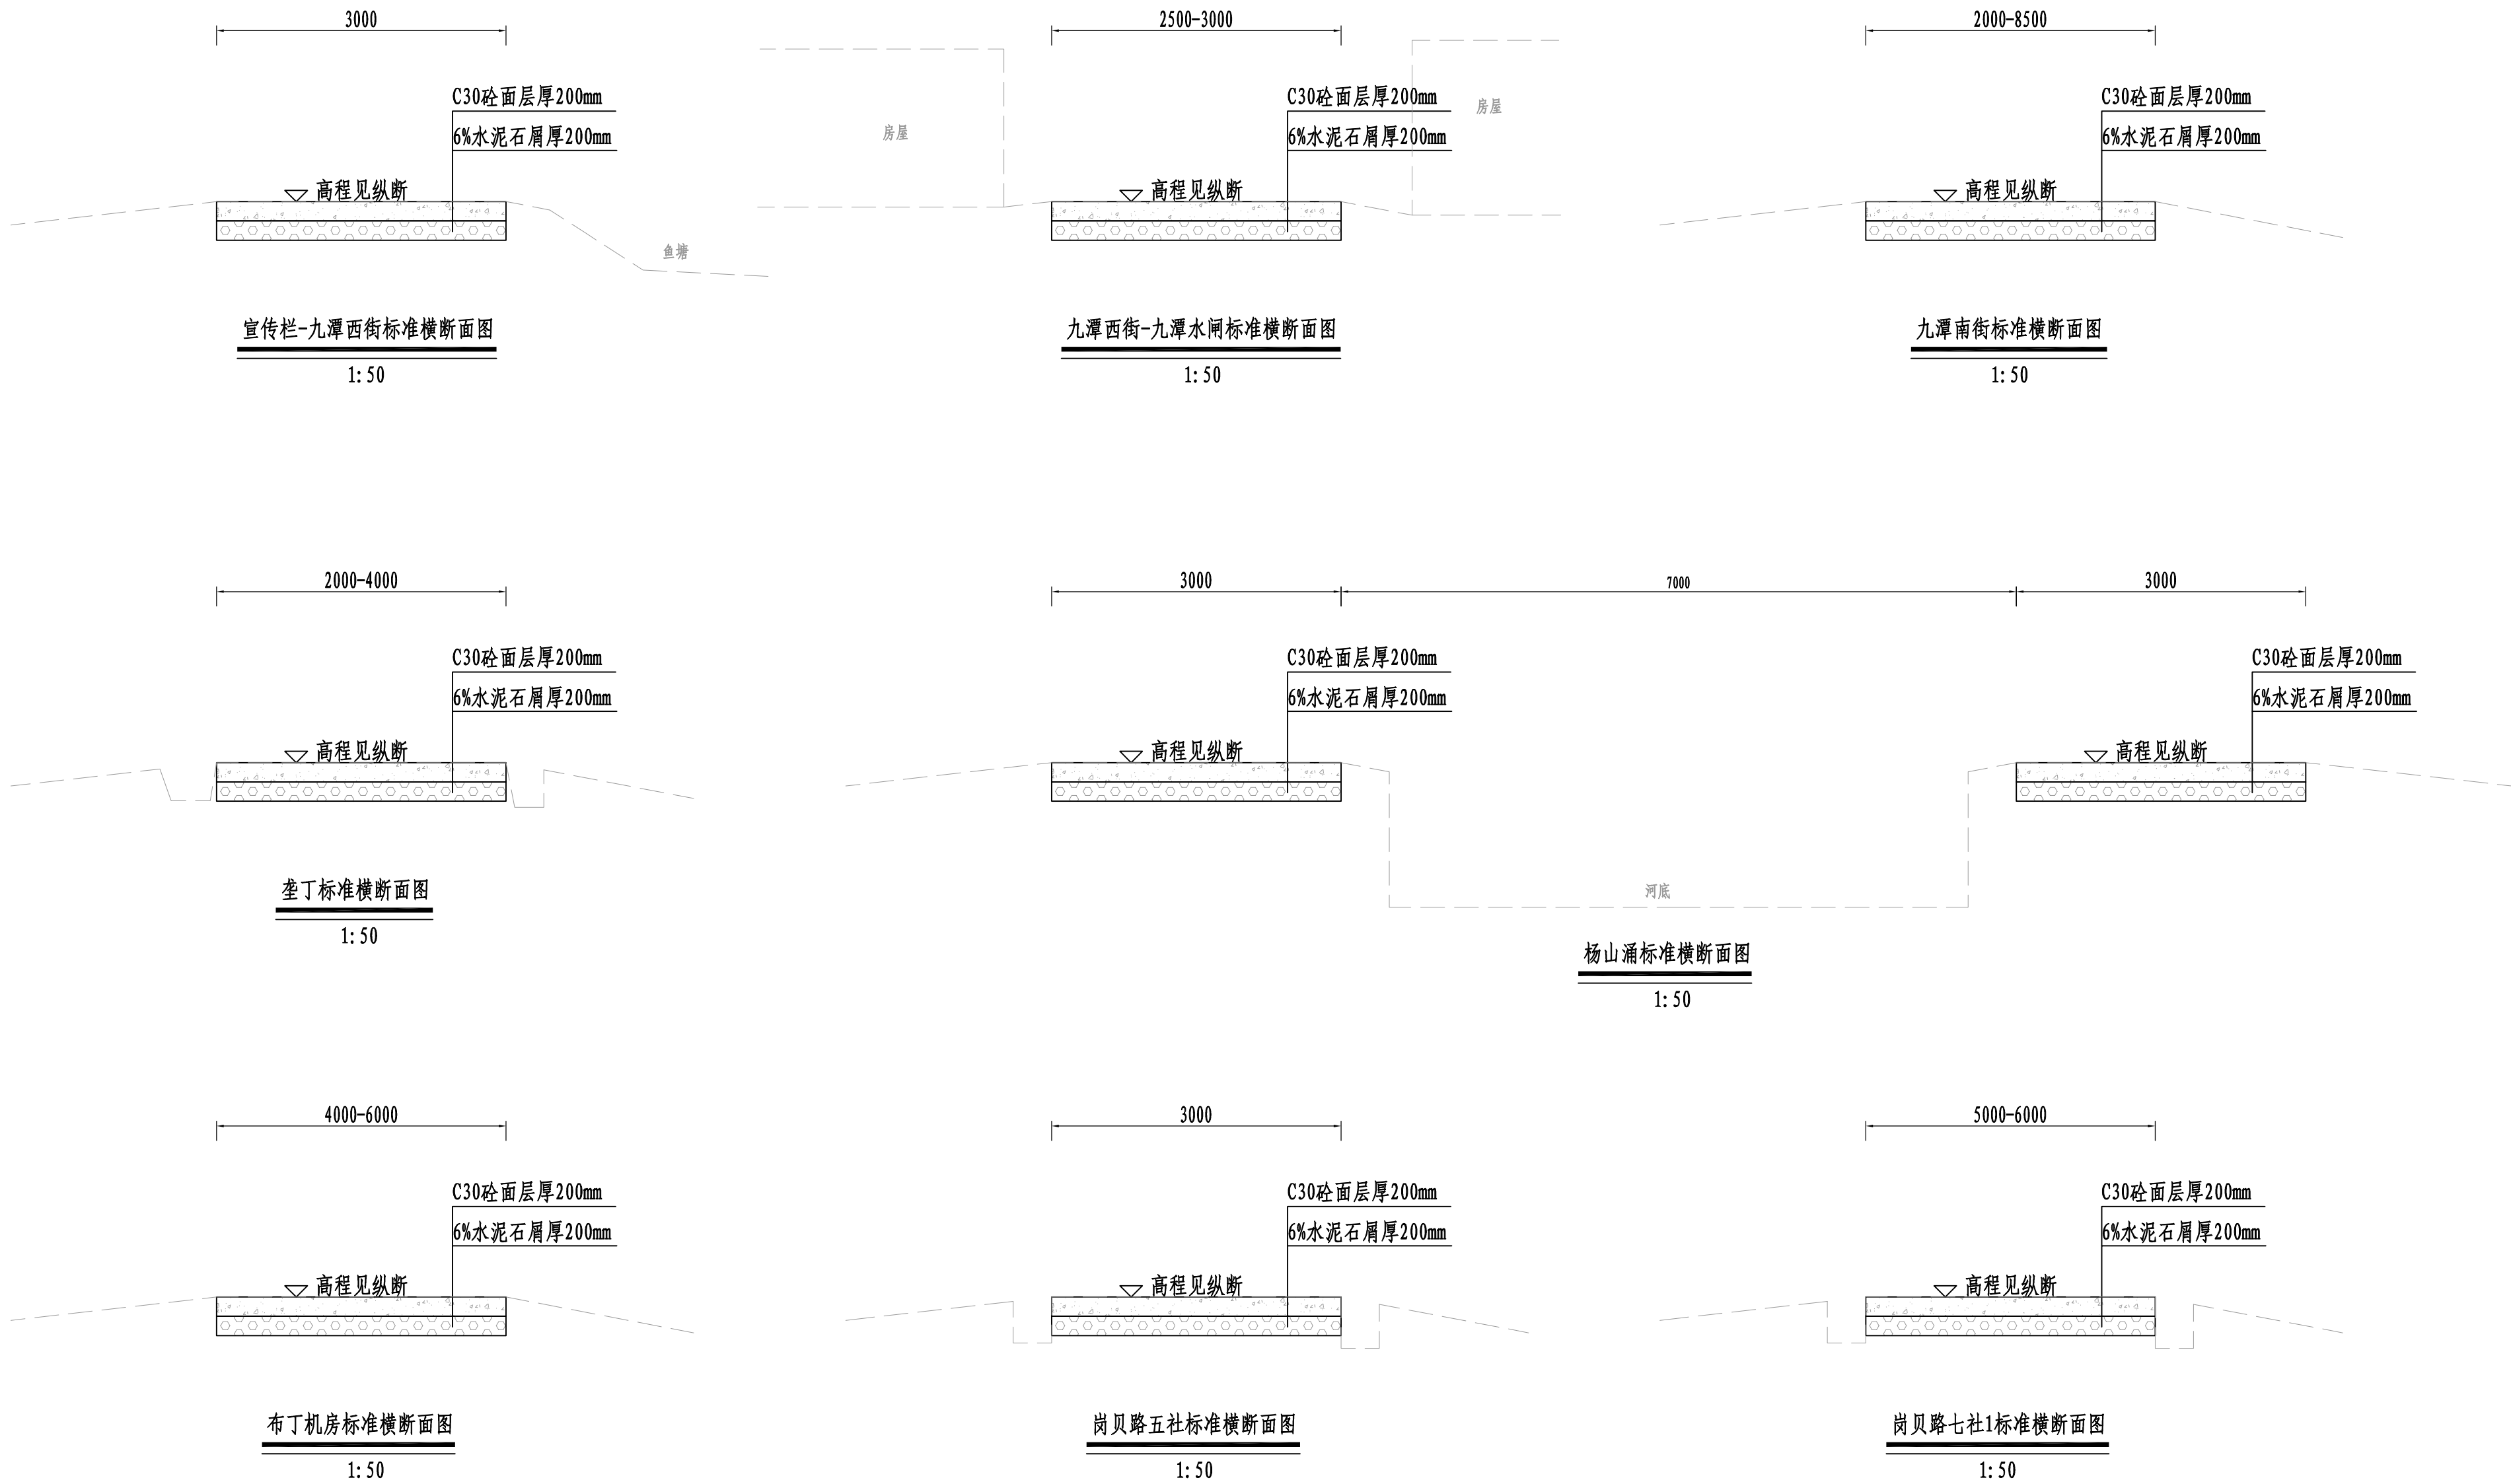 3000
C30砼面层厚200mm
6%水泥石屑厚200mm
高程见纵断
鱼塘
宣传栏-九潭西街标准横断面图
1:50
2500-3000
房屋
C30砼面层厚200mm
房屋
6%水泥石屑厚200mm
高程见纵断
九潭西街-九潭水闸标准横断面图
1:50
2000-8500
C30砼面层厚200mm
6%水泥石屑厚200mm
高程见纵断
九潭南街标准横断面图
1:50
2000-4000
C30砼面层厚200mm
6%水泥石屑厚200mm
高程见纵断
垄丁标准横断面图
1:50
3000
7000
3000
C30砼面层厚200mm
6%水泥石屑厚200mm
高程见纵断
C30砼面层厚200mm
6%水泥石屑厚200mm
高程见纵断
河底
杨山涌标准横断面图
1:50
4000-6000
C30砼面层厚200mm
6%水泥石屑厚200mm
高程见纵断
布丁机房标准横断面图
1:50
3000
C30砼面层厚200mm
6%水泥石屑厚200mm
高程见纵断
岗贝路五社标准横断面图
1:50
5000-6000
C30砼面层厚200mm
6%水泥石屑厚200mm
高程见纵断
岗贝路七社1标准横断面图
1:50